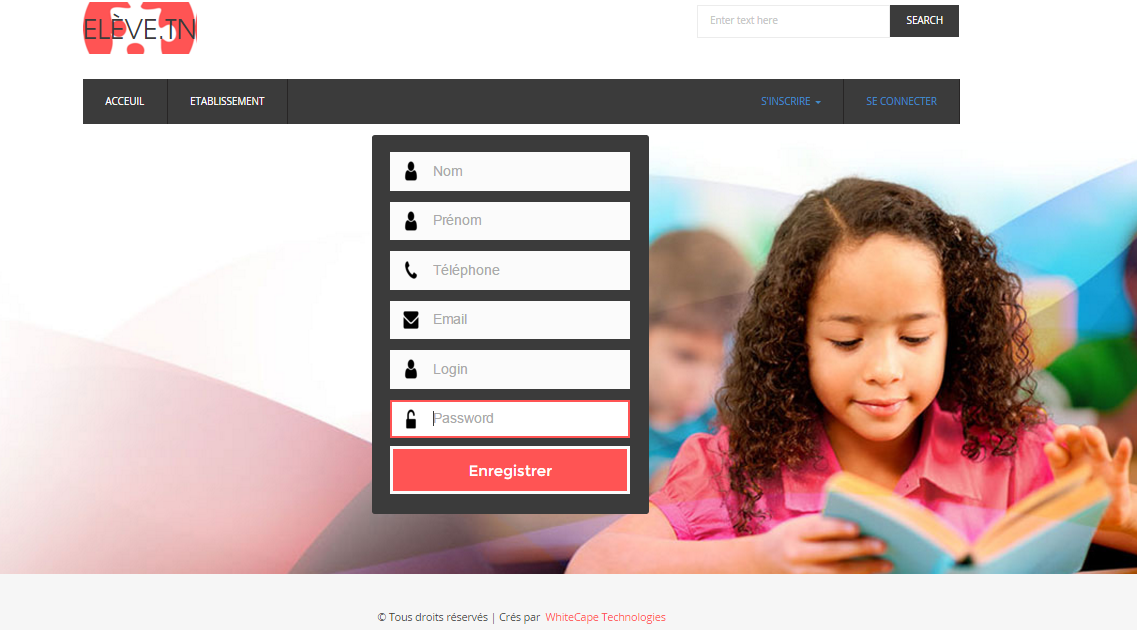 ELÈVE.TN
Enter text here SEARCH
ACCEUIL ETABLISSEMENT S'INSCRIRE SE CONNECTER
Nom
Prénom
Téléphone
Email
Login
Password
Enregistrer
© Tous droits réservés | Crés par WhiteCape Technologies